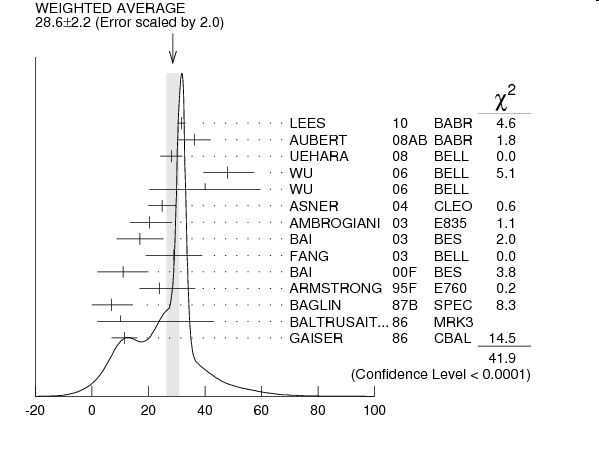 WEIGHTED AVERAGE
28.6±2.2 (Error scaled by 2.0)
χ2
LEES 10 BABR 4.6
AUBERT 08AB BABR 1.8
UEHARA 08 BELL 0.0
WU 06 BELL 5.1
WU 06 BELL
ASNER 04 CLEO 0.6
AMBROGIANI 03 E835 1.1
BAI 03 BES 2.0
FANG 03 BELL 0.0
BAI 00F BES 3.8
ARMSTRONG 95F E760 0.2
BAGLIN 87B SPEC 8.3
BALTRUSAIT... 86 MRK3
GAISER 86 CBAL 14.5
41.9
(Confidence Level < 0.0001)
-20 0 20 40 60 80 100